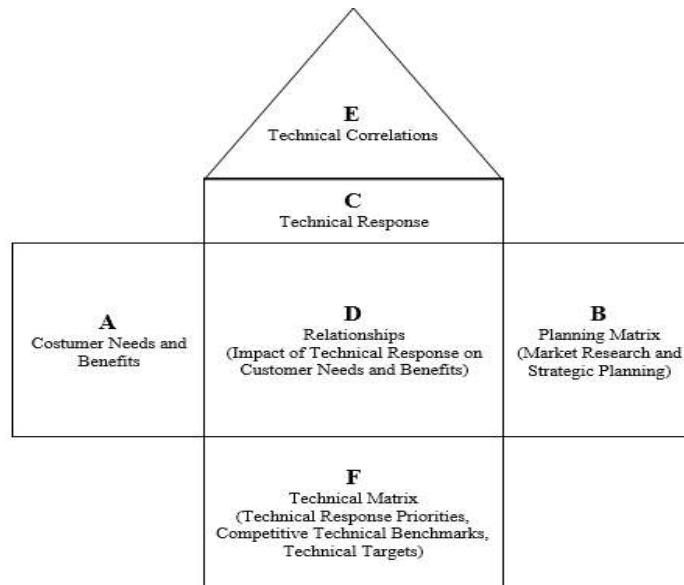 E
Technical Correlations
C
Technical Response
A
Costumer Needs and
Benefits
D
Relationships
(Impact of Technical Response on
Customer Needs and Benefits)
B
Planning Matrix
(Market Research and
Strategic Planning)
F
Technical Matrix
(Technical Response Priorities,
Competitive Technical Benchmarks,
Technical Targets)